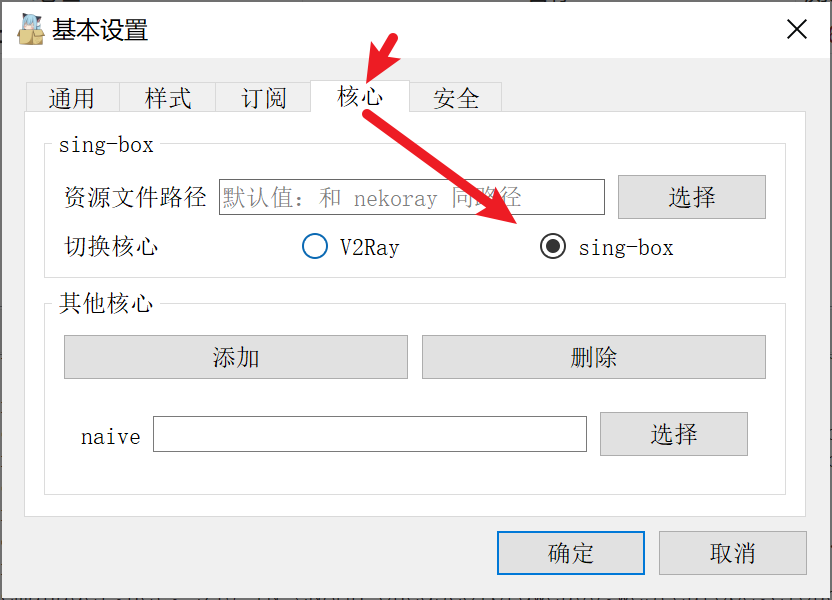 基本设置
通用 样式 订阅 核心 安全
sing-box
资源文件路径 默认值: 和 nekoray 同路径 选择
切换核心 V2Ray sing-box
其他核心
添加 删除
naive 选择
确定 取消